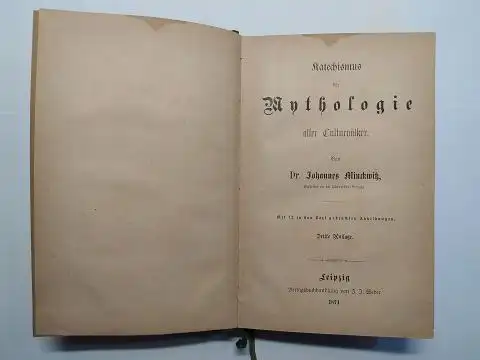 Katechismus
der
Mythologie
aller Culturvölker.
Von
Dr. Johannes Minckwitz,
Mit 72 in den Text gedruckten Abbildungen.
Dritte Auflage.
Leipzig
Verlagsbuchhandlung von J. J. Weber